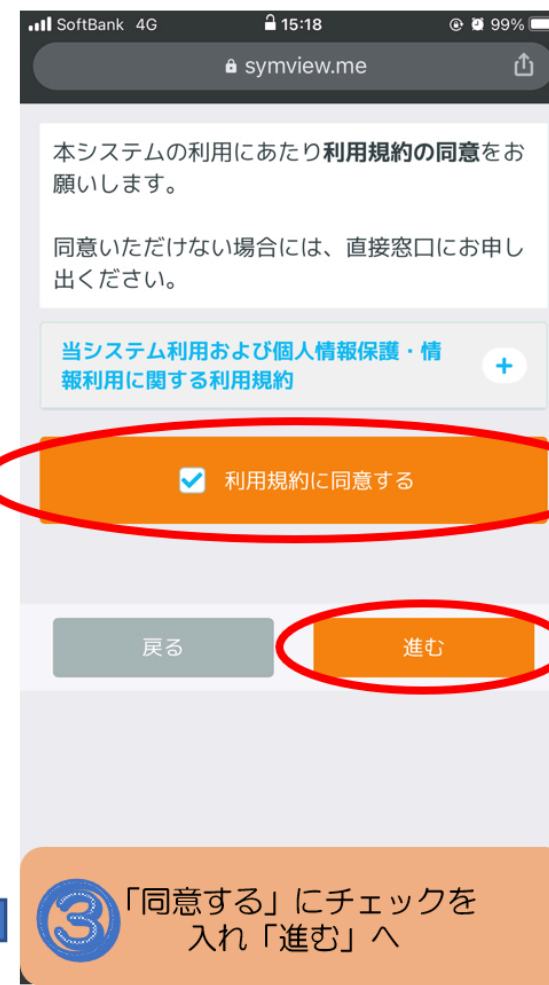 SoftBank 4G 15:18 99%
symview.me
本システムの利用にあたり利用規約の同意をお
願いします。
同意いただけない場合には、直接窓口にお申し
出ください。
当システム利用および個人情報保護・情
報利用に関する利用規約
+
利用規約に同意する
戻る
進む
③
「同意する」にチェックを
入れ「進む」へ